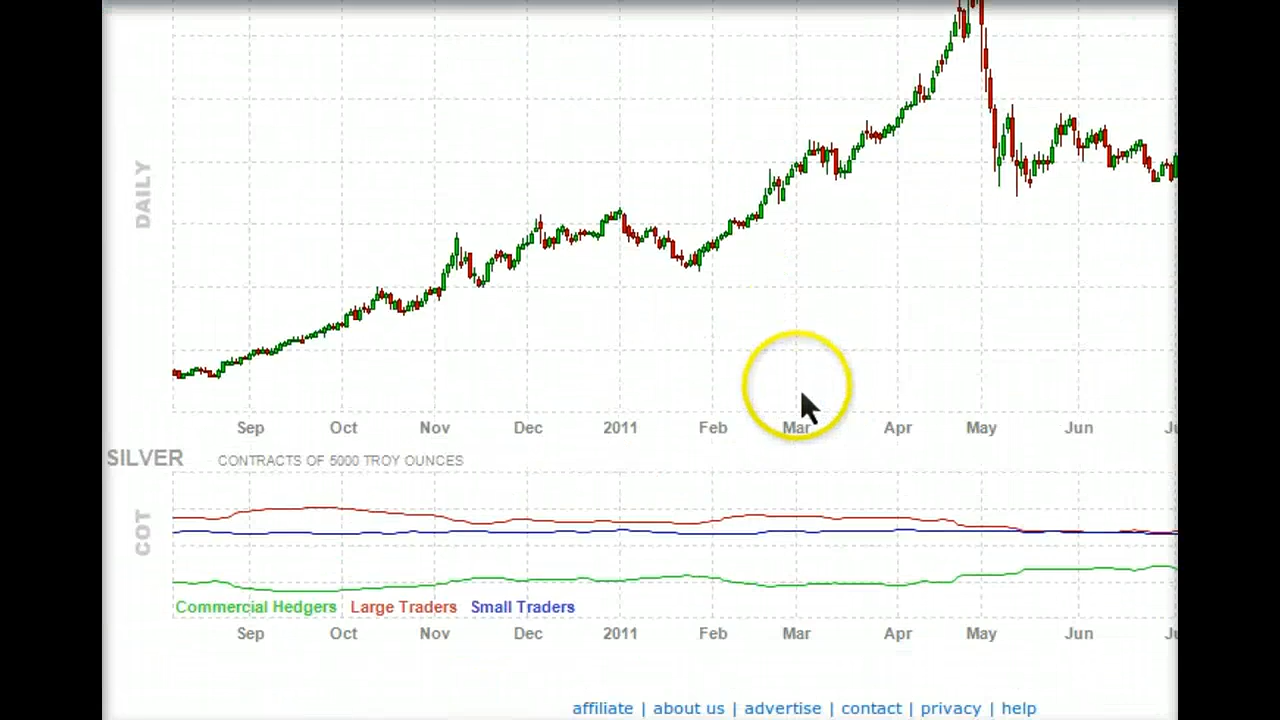 DAILY
Sep Oct Nov Dec 2011 Feb Mar Apr May Jun
SILVER CONTRACTS OF 5000 TROY OUNCES
COT
Commercial Hedgers Large Traders Small Traders
Sep Oct Nov Dec 2011 Feb Mar Apr May Jun
affiliate | about us | advertise | contact | privacy | help